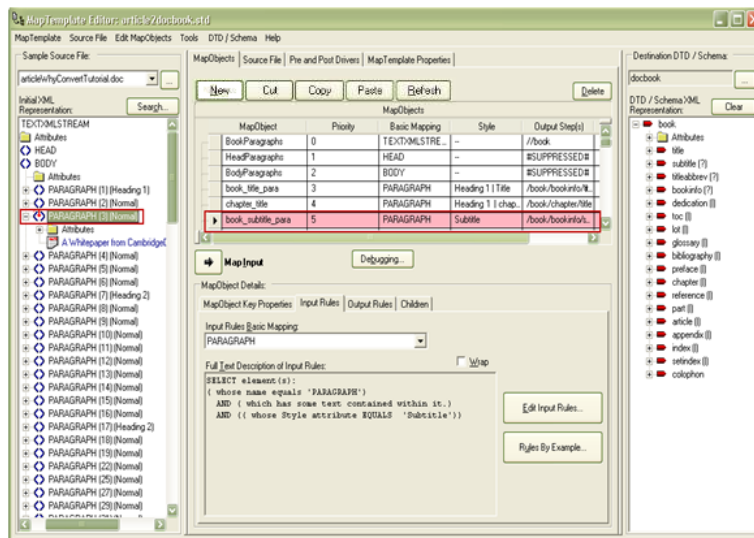 MapTemplate Editor: article2docbook.std
MapTemplate Source File Edit MapObjects Tools DTD / Schema Help
Sample Source File:
articleWhyConvertTutorial.doc
...
Initial XML
Representation:
Search...
TEXTXMLSTREAM
Attributes
HEAD
BODY
Attributes
PARAGRAPH (1) (Heading 1)
PARAGRAPH (2) (Normal)
PARAGRAPH (3) (Normal)
Attributes
A Whitepaper from Cambridge
PARAGRAPH (4) (Normal)
PARAGRAPH (5) (Normal)
PARAGRAPH (6) (Normal)
PARAGRAPH (7) (Heading 2)
PARAGRAPH (8) (Normal)
PARAGRAPH (9) (Normal)
PARAGRAPH (10) (Normal)
PARAGRAPH (11) (Normal)
PARAGRAPH (12) (Normal)
PARAGRAPH (13) (Normal)
PARAGRAPH (14) (Normal)
PARAGRAPH (15) (Normal)
PARAGRAPH (16) (Normal)
PARAGRAPH (17) (Heading 2)
PARAGRAPH (18) (Normal)
PARAGRAPH (19) (Normal)
PARAGRAPH (22) (Normal)
PARAGRAPH (25) (Normal)
PARAGRAPH (27) (Normal)
PARAGRAPH (29) (Normal)
MapObjects Source File Pre and Post Drivers MapTemplate Properties
New Cut Copy Paste Refresh Delete
MapObjects
MapObject Priority Basic Mapping Style Output Step(s)
BookParagraphs 0 TEXTXMLSTRE... -- //book
HeadParagraphs 1 HEAD -- #SUPPRESSED#
BodyParagraphs 2 BODY -- #SUPPRESSED#
book_title_para 3 PARAGRAPH Heading 1 | Title /book/bookinfo/tit...
chapter_title 4 PARAGRAPH Heading 1 | chap... /book/chapter/title
book_subtitle_para 5 PARAGRAPH Subtitle /book/bookinfo/s...
Map Input
Debugging...
MapObject Details:
MapObject Key Properties Input Rules Output Rules Children
Input Rules Basic Mapping:
PARAGRAPH
Full Text Description of Input Rules:
Wrap
SELECT element(s):
( whose name equals 'PARAGRAPH')
AND ( which has some text contained within it.)
AND (( whose Style attribute EQUALS 'Subtitle'))
Edit Input Rules...
Rules By Example...
Destination DTD / Schema:
docbook
...
DTD / Schema XML
Representation:
Clear
book
Attributes
title
subtitle (?)
titleabbrev (?)
bookinfo (?)
dedication (|)
toc (|)
lot (|)
glossary (|)
bibliography (|)
preface (|)
chapter (|)
reference (|)
part (|)
article (|)
appendix (|)
index (|)
setindex (|)
colophon